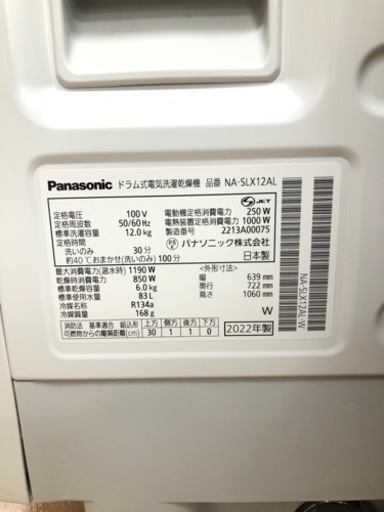 Panasonic ドラム式電気洗濯乾燥機 品番 NA-SLX12AL
定格電圧 100 V
定格周波数 50/60 Hz
標準洗濯容量 12.0 kg
標準時間
洗いのみ 30 分
約40℃おまかせ(洗いのみ) 100 分
最大消費電力(温水時) 1190 W
乾燥時消費電力 850 W
標準乾燥容量 6.0 kg
標準使用水量 83 L
冷媒名称 R134a
冷媒質量 168 g
S JET
電動機定格消費電力 250 W
電熱装置定格消費電力 1000 W
製造番号 2213A00075
PS E パナソニック株式会社
日本製
<外形寸法>
幅 639 mm
奥行 722 mm
高さ 1060 mm
W
消防法 基準適合 組込形 上方 側方 後方 下方
可燃物からの離隔距離(cm) 30 1 1 0
2022年製
NA-SLX12AL-W